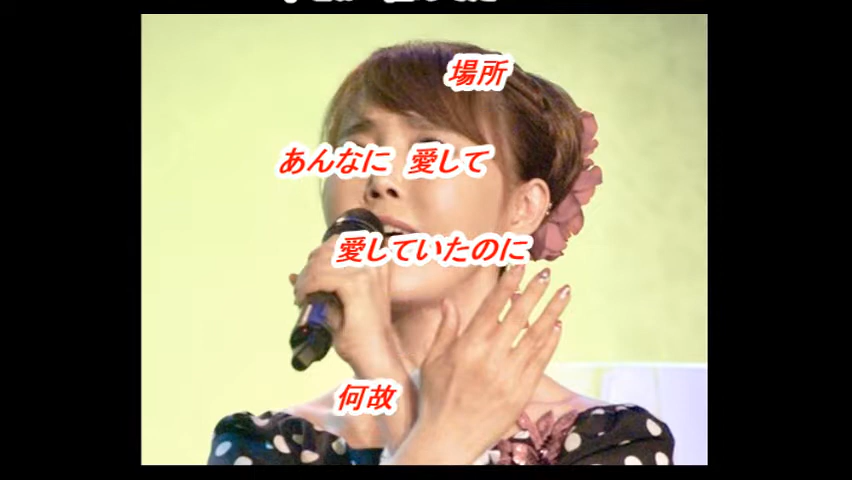 場所
あんなに 愛して
愛していたのに
何故